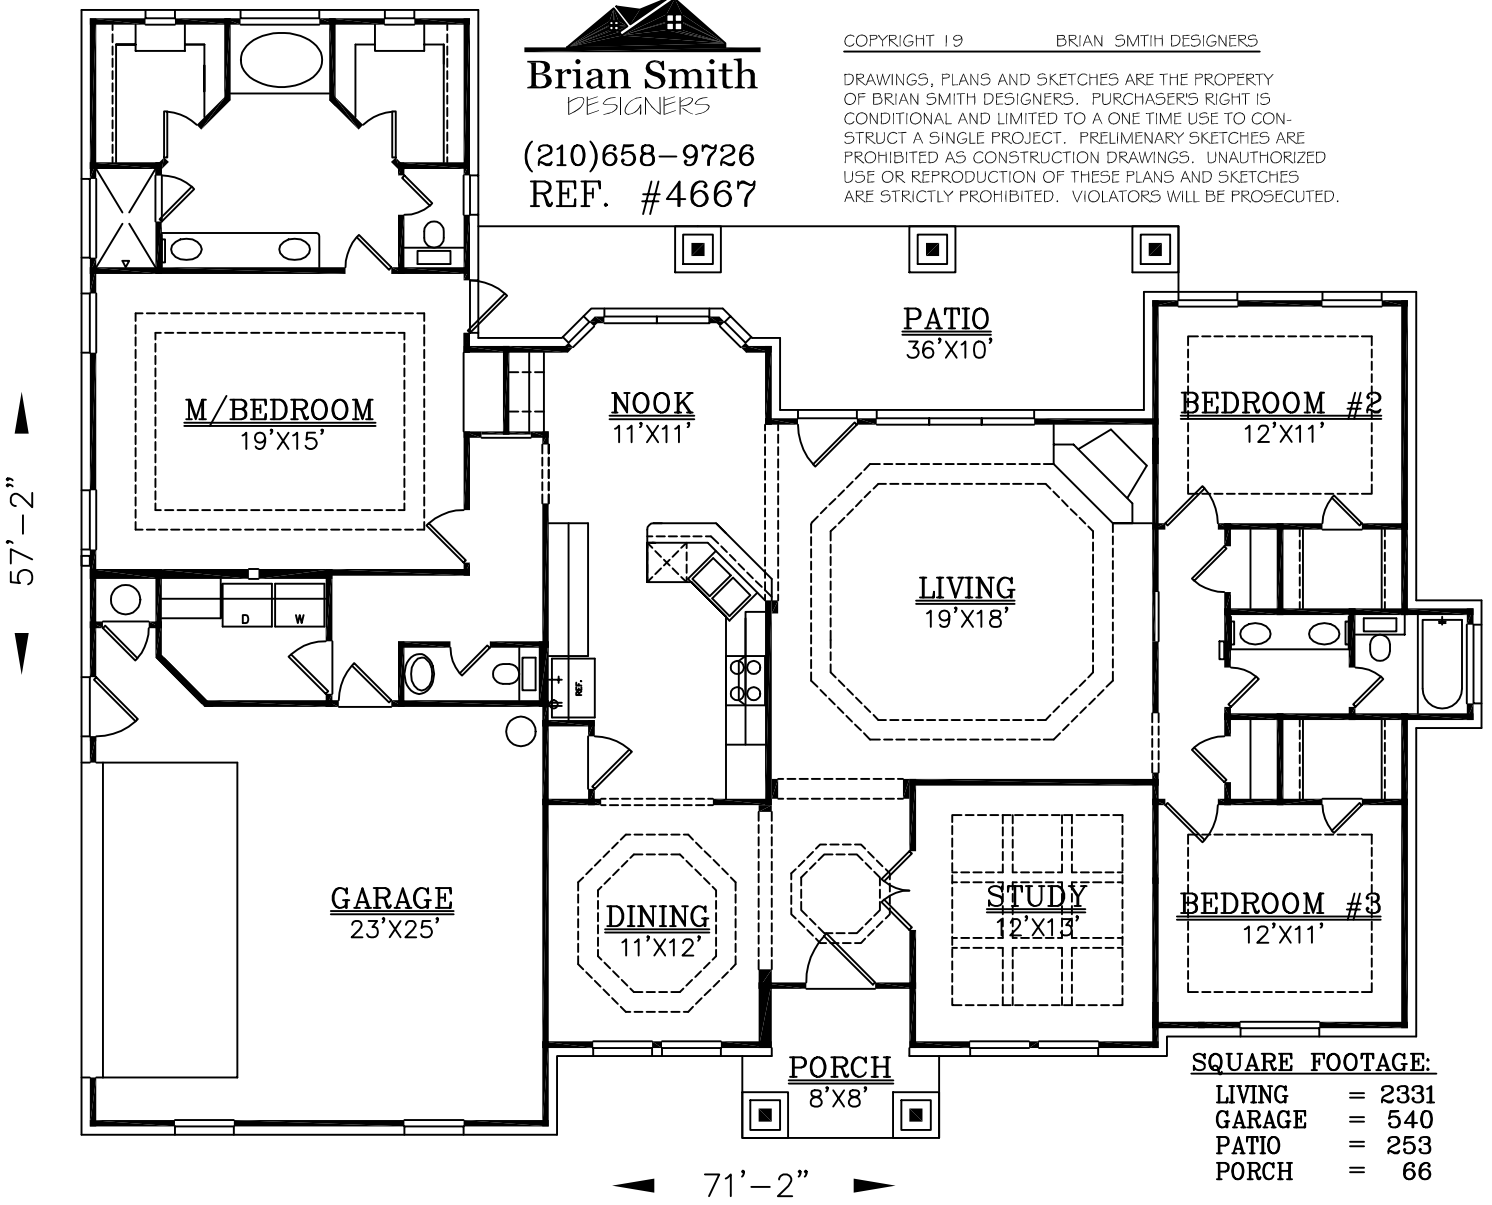 Brian Smith
DESIGNERS
(210)658-9726
REF. #4667
COPYRIGHT 19 BRIAN SMTIH DESIGNERS
DRAWINGS, PLANS AND SKETCHES ARE THE PROPERTY
OF BRIAN SMITH DESIGNERS. PURCHASER'S RIGHT IS
CONDITIONAL AND LIMITED TO A ONE TIME USE TO CON-
STRUCT A SINGLE PROJECT. PRELIMENARY SKETCHES ARE
PROHIBITED AS CONSTRUCTION DRAWINGS. UNAUTHORIZED
USE OR REPRODUCTION OF THESE PLANS AND SKETCHES
ARE STRICTLY PROHIBITED. VIOLATORS WILL BE PROSECUTED.
PATIO
36'X10'
M/BEDROOM
19'X15'
NOOK
11'X11'
BEDROOM #2
12'X11'
57'-2"
LIVING
19'X18'
D
W
REF.
GARAGE
23'X25'
DINING
11'X12'
STUDY
12'X13'
BEDROOM #3
12'X11'
PORCH
8'X8'
71'-2"
SQUARE FOOTAGE:
LIVING = 2331
GARAGE = 540
PATIO = 253
PORCH = 66